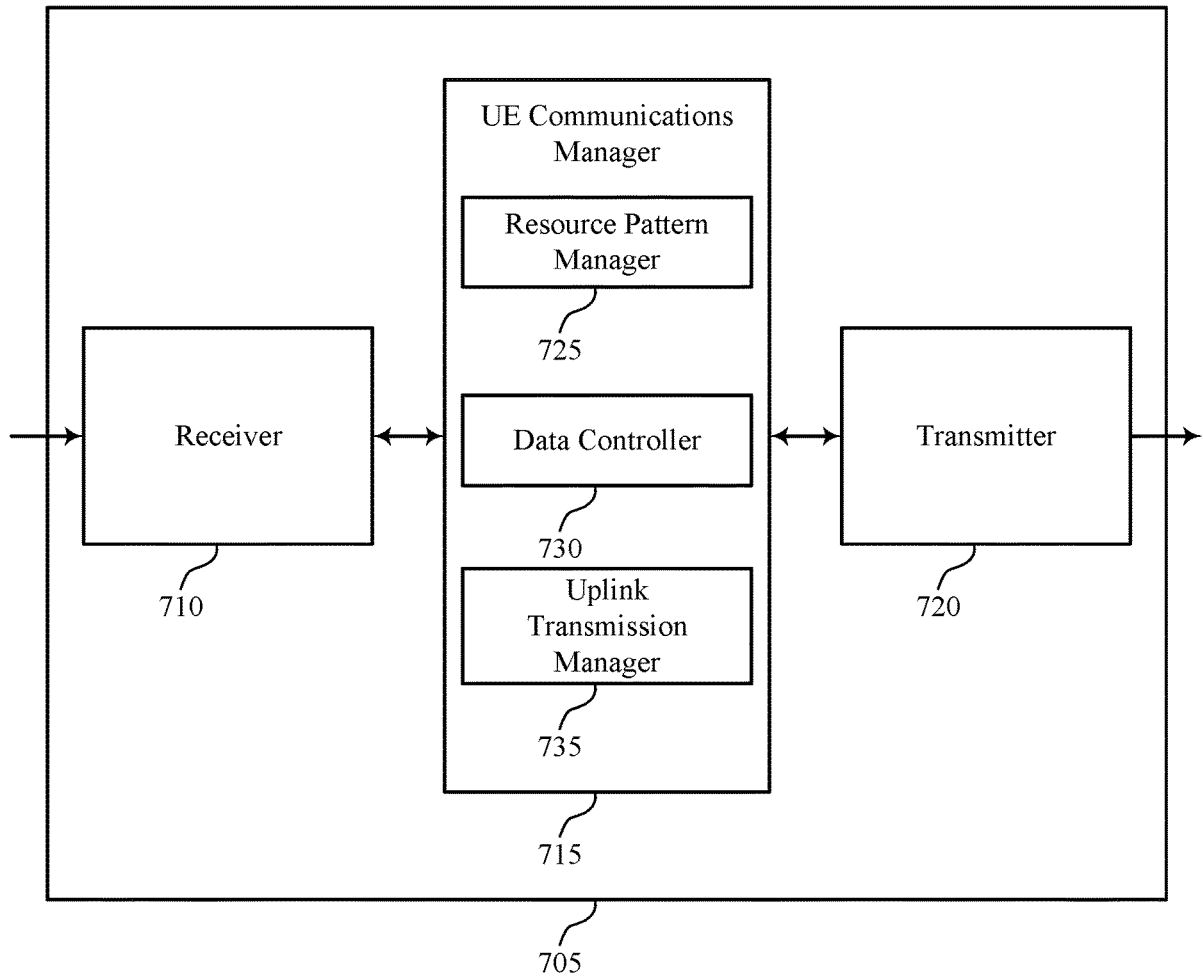 UE Communications
Manager
Resource Pattern
Manager
725
Receiver
710
Data Controller
730
Transmitter
720
Uplink
Transmission
Manager
735
715
705